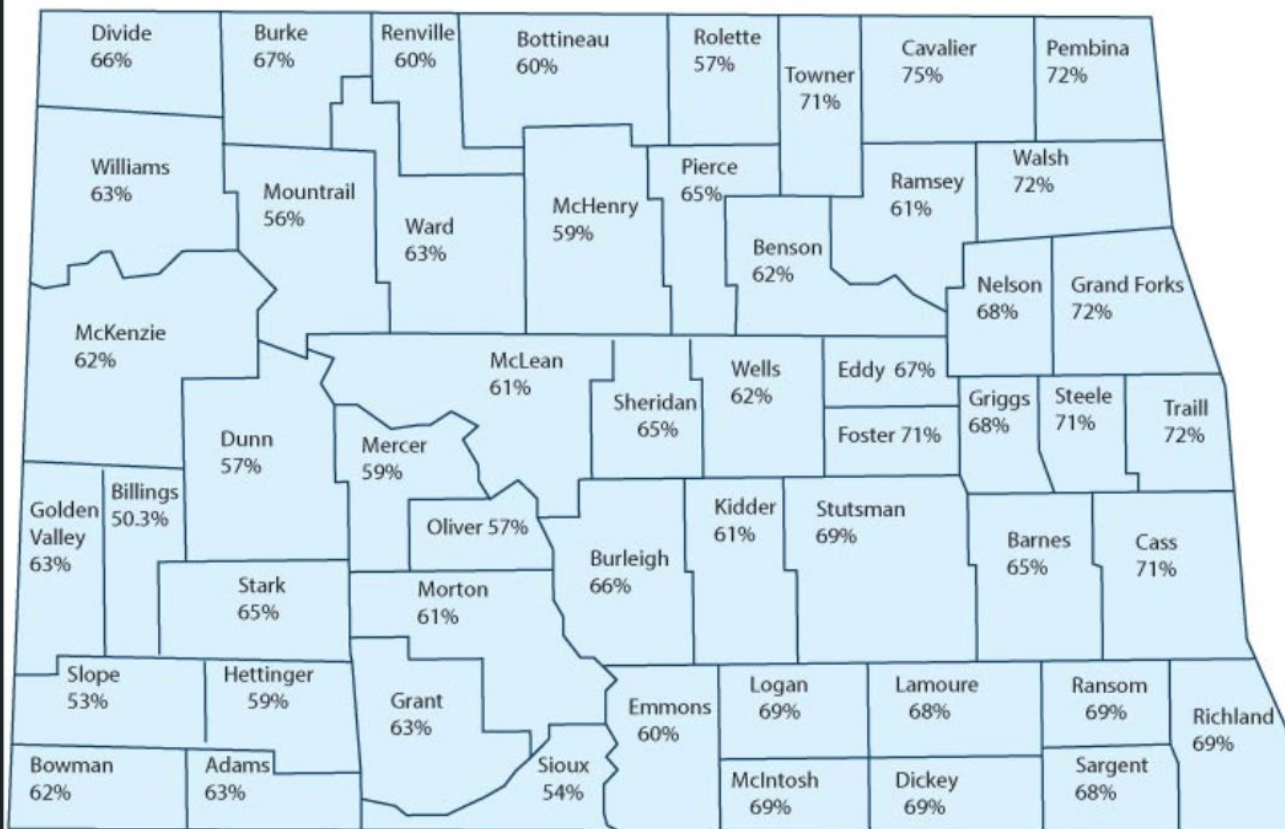 Divide
66%
Burke
67%
Renville
60%
Bottineau
60%
Rolette
57%
Towner
71%
Cavalier
75%
Pembina
72%
Williams
63%
Mountrail
56%
Ward
63%
McHenry
59%
Pierce
65%
Benson
62%
Ramsey
61%
Walsh
72%
Nelson
68%
Grand Forks
72%
McKenzie
62%
Dunn
57%
Mercer
59%
McLean
61%
Sheridan
65%
Wells
62%
Eddy 67%
Foster 71%
Griggs
68%
Steele
71%
Traill
72%
Golden
Valley
63%
Billings
50.3%
Stark
65%
Oliver 57%
Morton
61%
Burleigh
66%
Kidder
61%
Stutsman
69%
Barnes
65%
Cass
71%
Slope
53%
Hettinger
59%
Grant
63%
Emmons
60%
Logan
69%
Lamoure
68%
Ransom
69%
Richland
69%
Bowman
62%
Adams
63%
Sioux
54%
McIntosh
69%
Dickey
69%
Sargent
68%